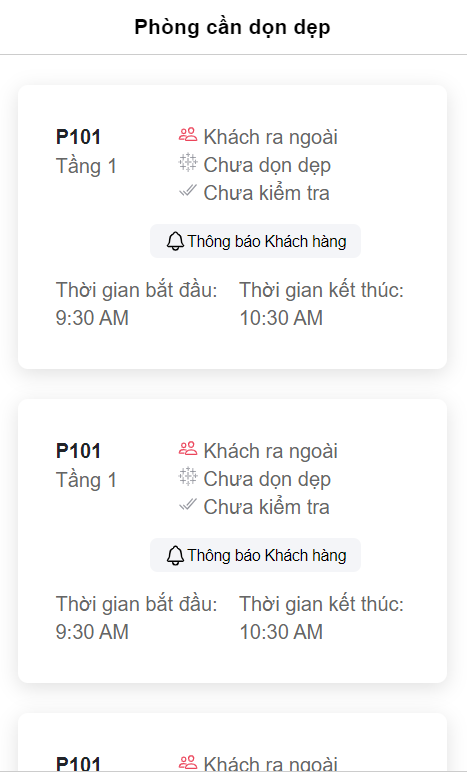 Phòng cần dọn dẹp
P101
Tầng 1
Khách ra ngoài
Chưa dọn dẹp
Chưa kiểm tra
Thông báo Khách hàng
Thời gian bắt đầu:
9:30 AM
Thời gian kết thúc:
10:30 AM
P101
Tầng 1
Khách ra ngoài
Chưa dọn dẹp
Chưa kiểm tra
Thông báo Khách hàng
Thời gian bắt đầu:
9:30 AM
Thời gian kết thúc:
10:30 AM
P101
Khách ra ngoài